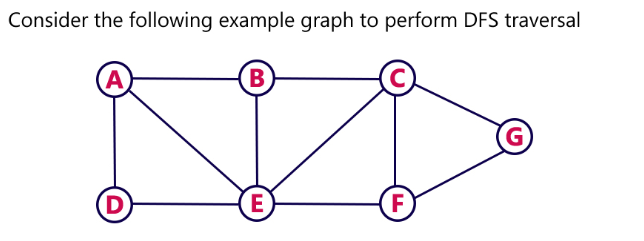 Consider the following example graph to perform DFS traversal
A B C
G
D E F